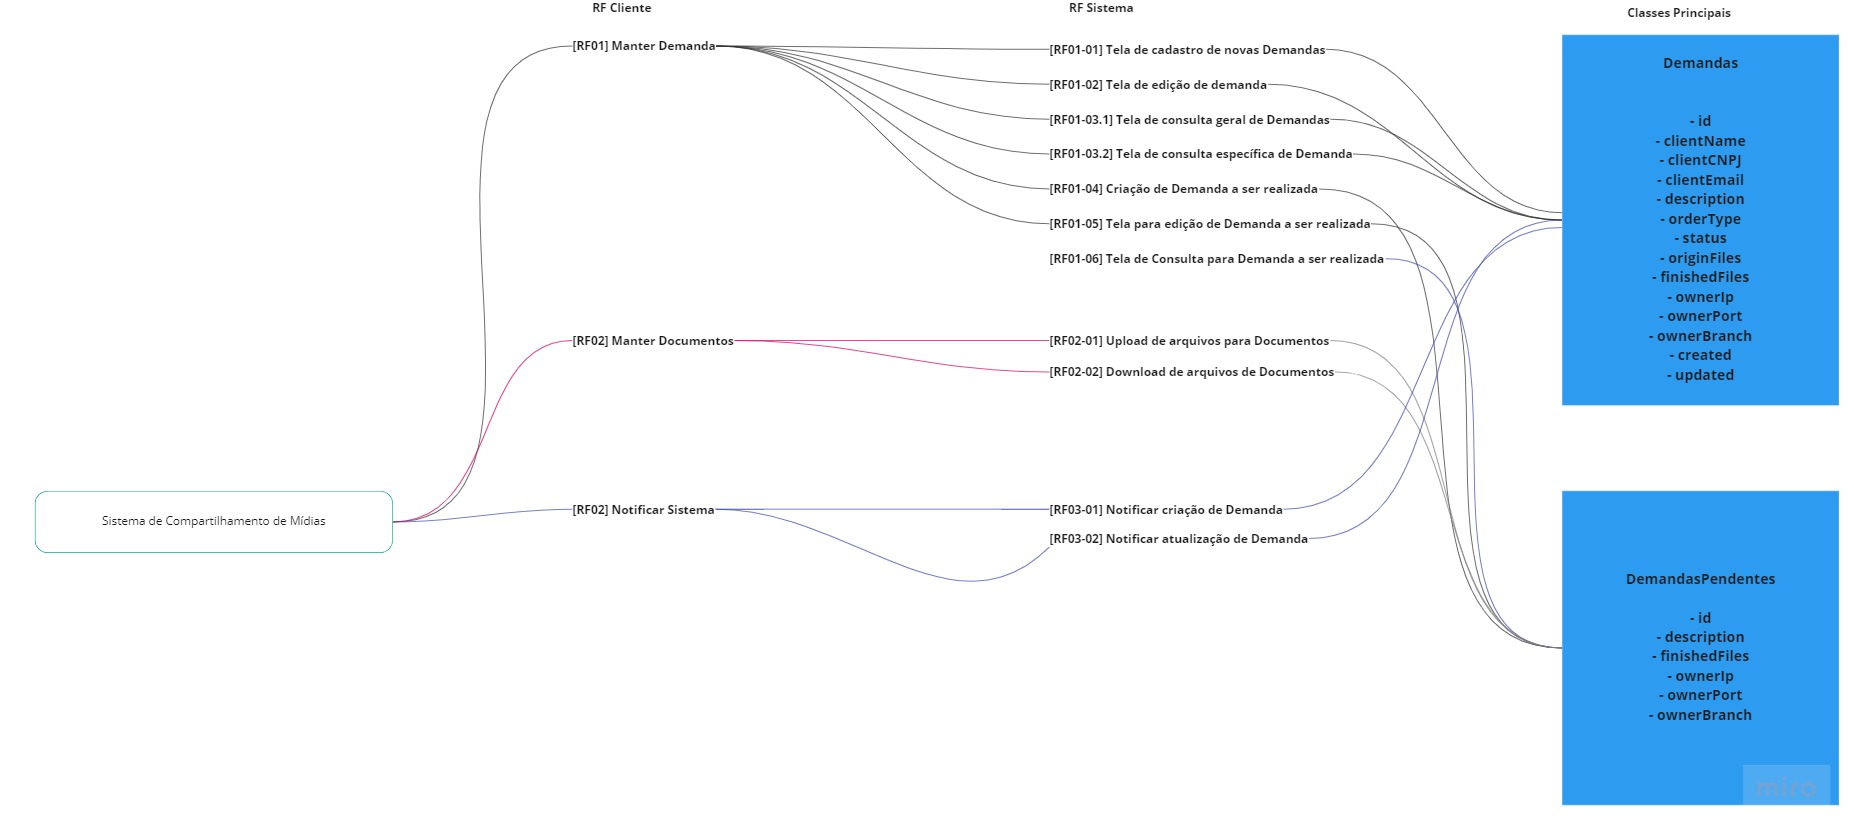 RF Cliente
RF Sistema
Classes Principais
[RF01] Manter Demanda
[RF01-01] Tela de cadastro de novas Demandas
[RF01-02] Tela de edição de demanda
[RF01-03.1] Tela de consulta geral de Demandas
[RF01-03.2] Tela de consulta específica de Demanda
[RF01-04] Criação de Demanda a ser realizada
[RF01-05] Tela para edição de Demanda a ser realizada
[RF01-06] Tela de Consulta para Demanda a ser realizada
[RF02] Manter Documentos
[RF02-01] Upload de arquivos para Documentos
[RF02-02] Download de arquivos de Documentos
Sistema de Compartilhamento de Mídias
[RF02] Notificar Sistema
[RF03-01] Notificar criação de Demanda
[RF03-02] Notificar atualização de Demanda
Demandas
- id
- clientName
- clientCNPJ
- clientEmail
- description
- orderType
- status
- originFiles
- finishedFiles
- ownerIp
- ownerPort
- ownerBranch
- created
- updated
DemandasPendentes
- id
- description
- finishedFiles
- ownerIp
- ownerPort
- ownerBranch
miro